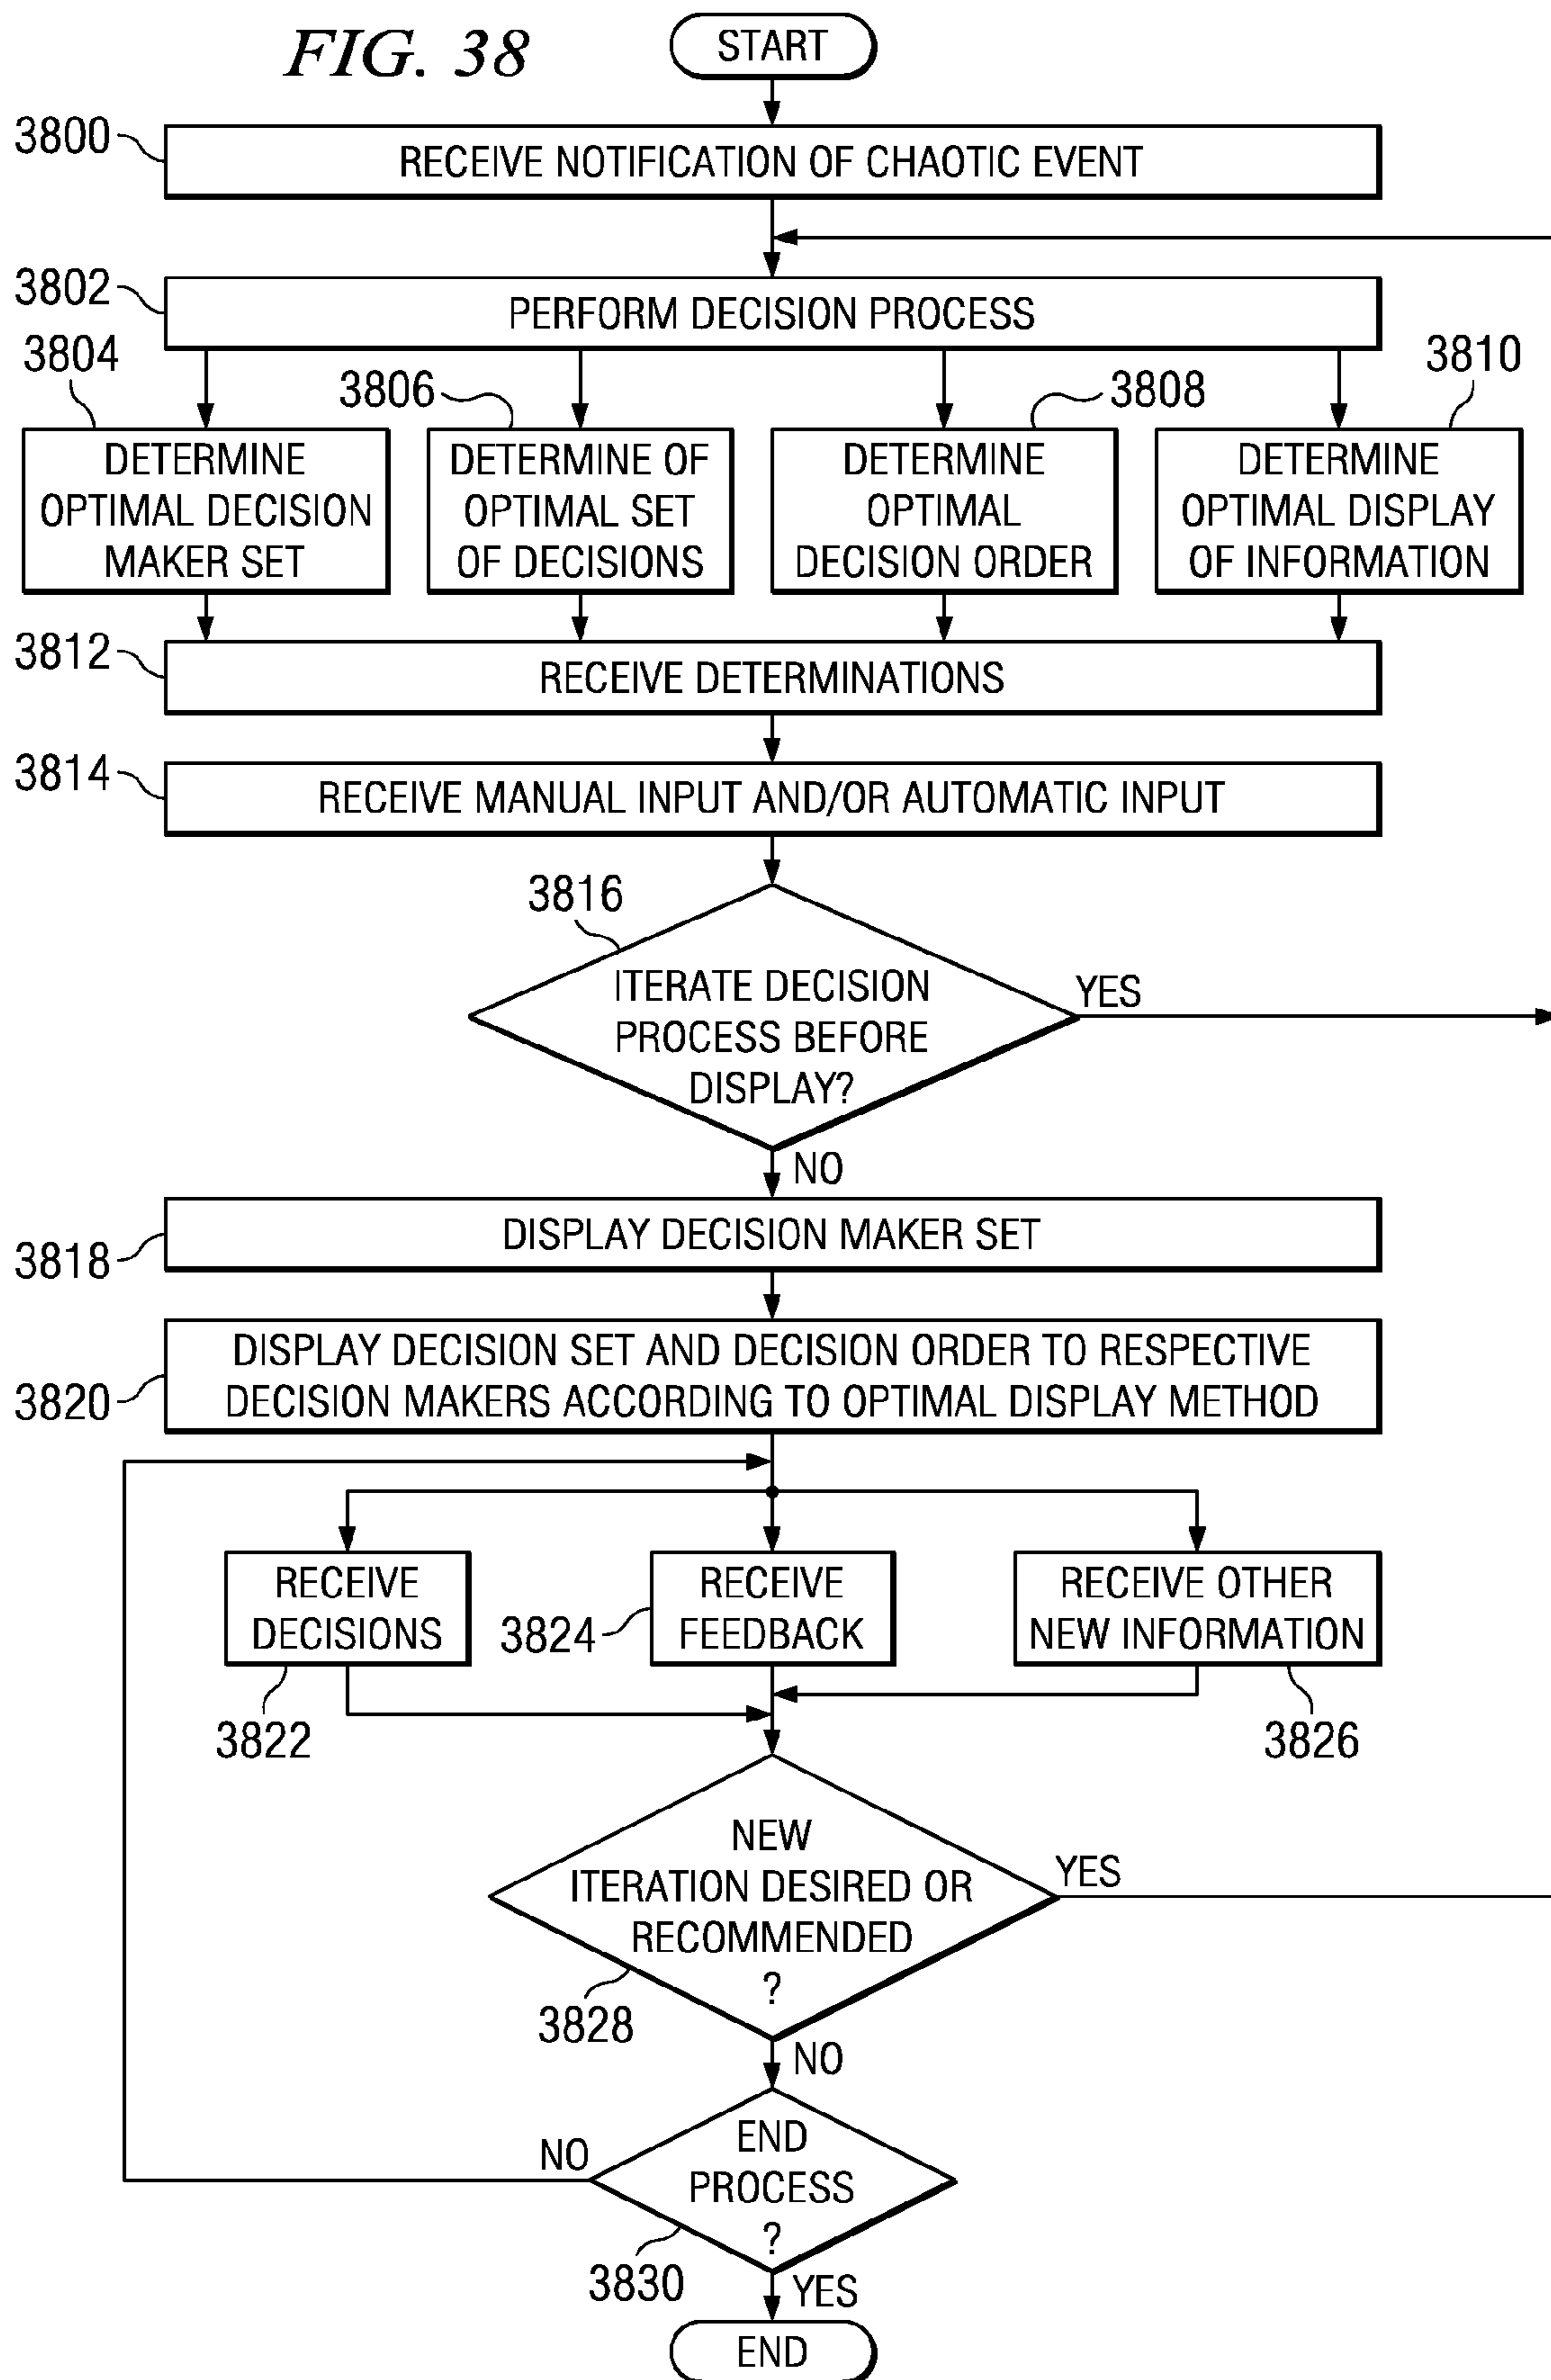 FIG. 38
START
3800
RECEIVE NOTIFICATION OF CHAOTIC EVENT
3802
PERFORM DECISION PROCESS
3804
3806
3808
3810
DETERMINE
OPTIMAL DECISION
MAKER SET
DETERMINE OF
OPTIMAL SET
OF DECISIONS
DETERMINE
OPTIMAL
DECISION ORDER
DETERMINE
OPTIMAL DISPLAY
OF INFORMATION
3812
RECEIVE DETERMINATIONS
3814
RECEIVE MANUAL INPUT AND/OR AUTOMATIC INPUT
3816
ITERATE DECISION
PROCESS BEFORE
DISPLAY?
YES
NO
3818
DISPLAY DECISION MAKER SET
3820
DISPLAY DECISION SET AND DECISION ORDER TO RESPECTIVE
DECISION MAKERS ACCORDING TO OPTIMAL DISPLAY METHOD
RECEIVE
DECISIONS
3822
3824
RECEIVE
FEEDBACK
RECEIVE OTHER
NEW INFORMATION
3826
NEW
ITERATION DESIRED OR
RECOMMENDED
?
YES
3828
NO
END
PROCESS
?
NO
3830
YES
END